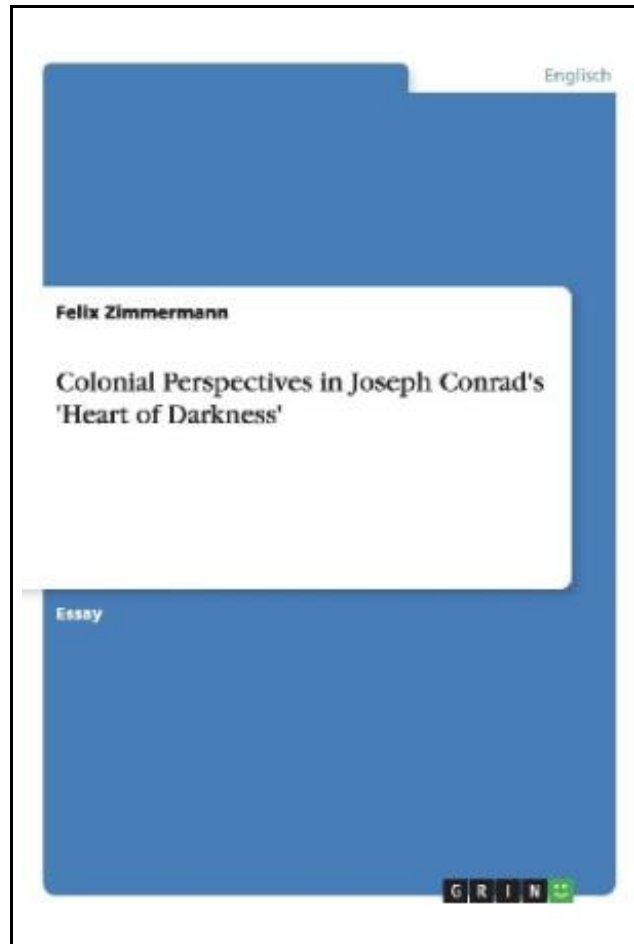 Englisch
Felix Zimmermann
Colonial Perspectives in Joseph Conrad's
'Heart of Darkness'
Essay
GRIN